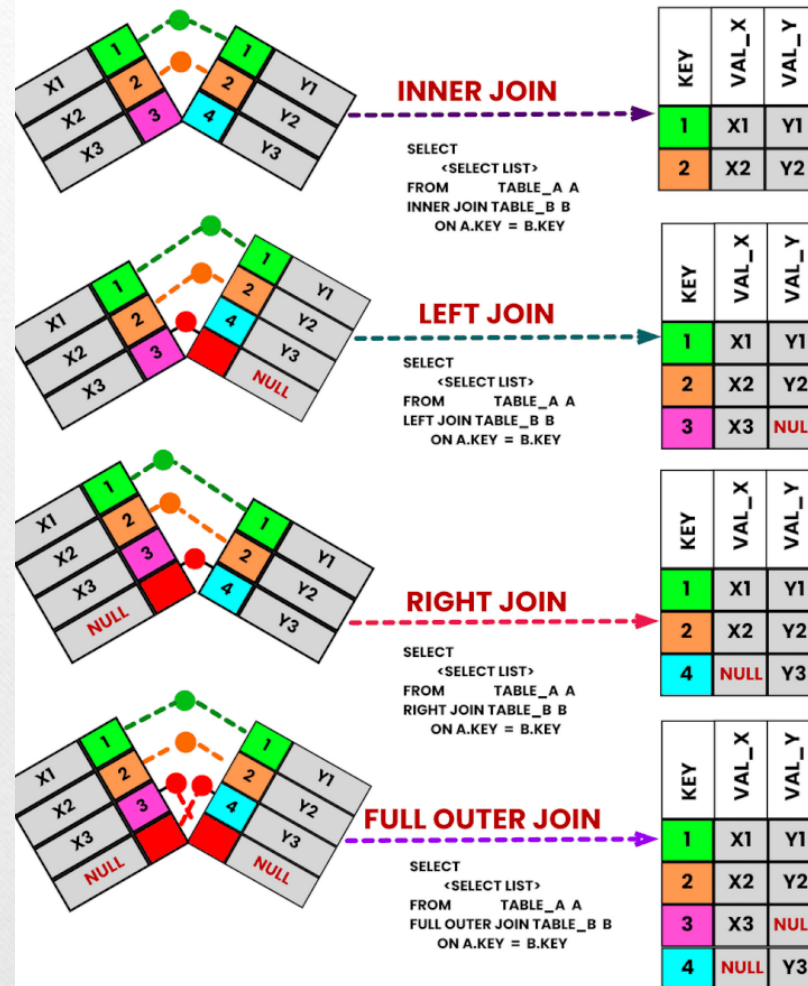 X1 1 1 Y1
X2 2 2 Y2
X3 3 4 Y3
INNER JOIN
SELECT
<SELECT LIST>
FROM TABLE_A A
INNER JOIN TABLE_B B
ON A.KEY = B.KEY
KEY VAL_X VAL_Y
1 X1 Y1
2 X2 Y2
X1 1 1 Y1
X2 2 2 Y2
X3 3 4 Y3
NULL
LEFT JOIN
SELECT
<SELECT LIST>
FROM TABLE_A A
LEFT JOIN TABLE_B B
ON A.KEY = B.KEY
KEY VAL_X VAL_Y
1 X1 Y1
2 X2 Y2
3 X3 NUL
X1 1 1 Y1
X2 2 2 Y2
X3 3 4 Y3
NULL
RIGHT JOIN
SELECT
<SELECT LIST>
FROM TABLE_A A
RIGHT JOIN TABLE_B B
ON A.KEY = B.KEY
KEY VAL_X VAL_Y
1 X1 Y1
2 X2 Y2
4 NULL Y3
X1 1 1 Y1
X2 2 2 Y2
X3 3 4 Y3
NULL NULL
FULL OUTER JOIN
SELECT
<SELECT LIST>
FROM TABLE_A A
FULL OUTER JOIN TABLE_B B
ON A.KEY = B.KEY
KEY VAL_X VAL_Y
1 X1 Y1
2 X2 Y2
3 X3 NUL
4 NULL Y3